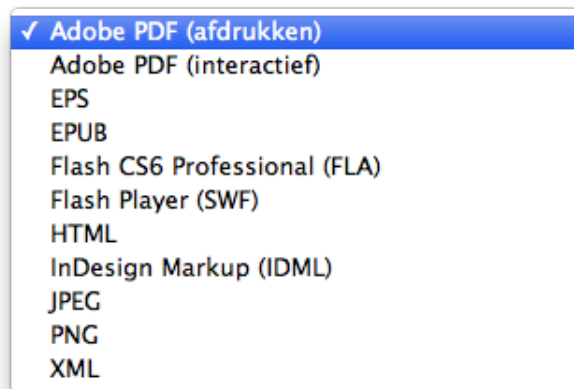 ✓ Adobe PDF (afdrukken)
Adobe PDF (interactief)
EPS
EPUB
Flash CS6 Professional (FLA)
Flash Player (SWF)
HTML
InDesign Markup (IDML)
JPEG
PNG
XML